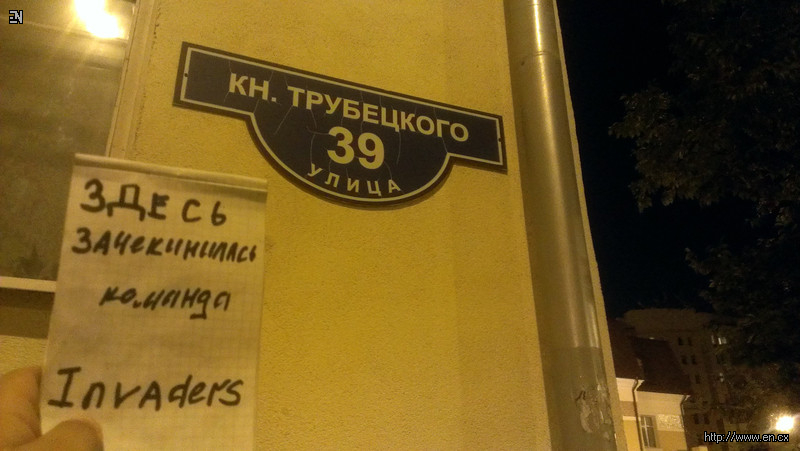 EN
КН. ТРУБЕЦКОГО
39
УЛИЦА
ЗДЕСЬ
зачекинилась
команда
Invaders
http://www.en.cx